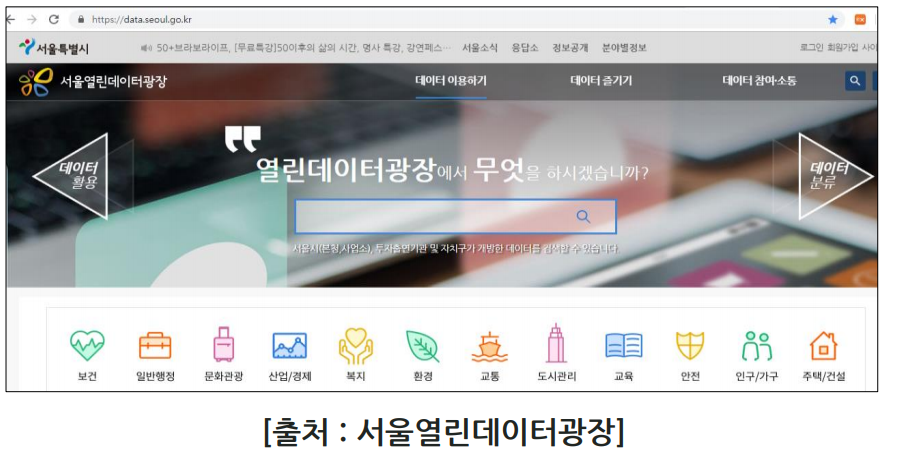 https://data.seoul.go.kr
서울특별시 50+브라보라이프, [무료특강]50이후의 삶의 시간, 명사 특강, 강연페스… 서울소식 응답소 정보공개 분야별정보 로그인 회원가입 사이
서울열린데이터광장 데이터 이용하기 데이터 즐기기 데이터 참여·소통
데이터
활용
열린데이터광장에서 무엇을 하시겠습니까?
데이터
분류
서울시(본청,사업소), 투자출연기관 및 자치구가 개방한 데이터를 검색할 수 있습니다.
보건 일반행정 문화관광 산업/경제 복지 환경 교통 도시관리 교육 안전 인구/가구 주택/건설
[출처 : 서울열린데이터광장]